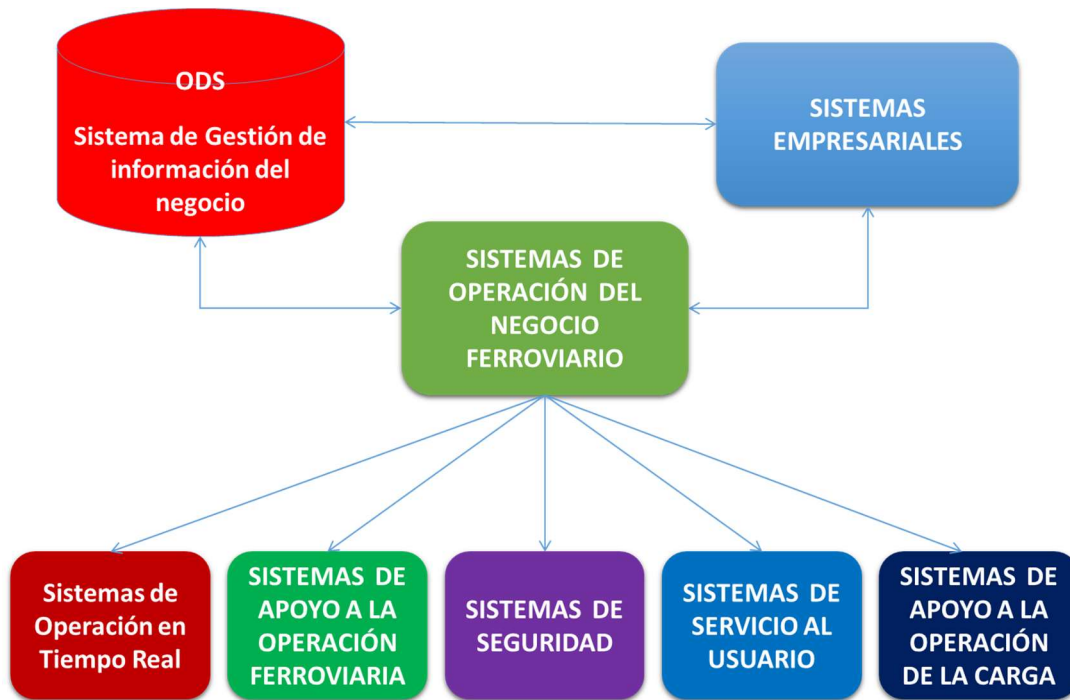 ODS
Sistema de Gestión de
información del
negocio
SISTEMAS
EMPRESARIALES
SISTEMAS DE
OPERACIÓN DEL
NEGOCIO
FERROVIARIO
Sistemas de
Operación en
Tiempo Real
SISTEMAS DE
APOYO A LA
OPERACIÓN
FERROVIARIA
SISTEMAS DE
SEGURIDAD
SISTEMAS DE
SERVICIO AL
USUARIO
SISTEMAS DE
APOYO A LA
OPERACIÓN
DE LA CARGA